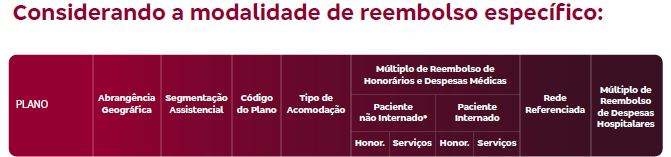 Considerando a modalidade de reembolso específico:
PLANO
Abrangência
Geográfica
Segmentação
Assistencial
Código
do Plano
Tipo de
Acomodação
Múltiplo de Reembolso de
Honorários e Despesas Médicas
Paciente
não Internado*
Paciente
Internado
Honor.
Serviços
Honor.
Serviços
Rede
Referenciada
Múltiplo de
Reembolso
de Despesas
Hospitalares